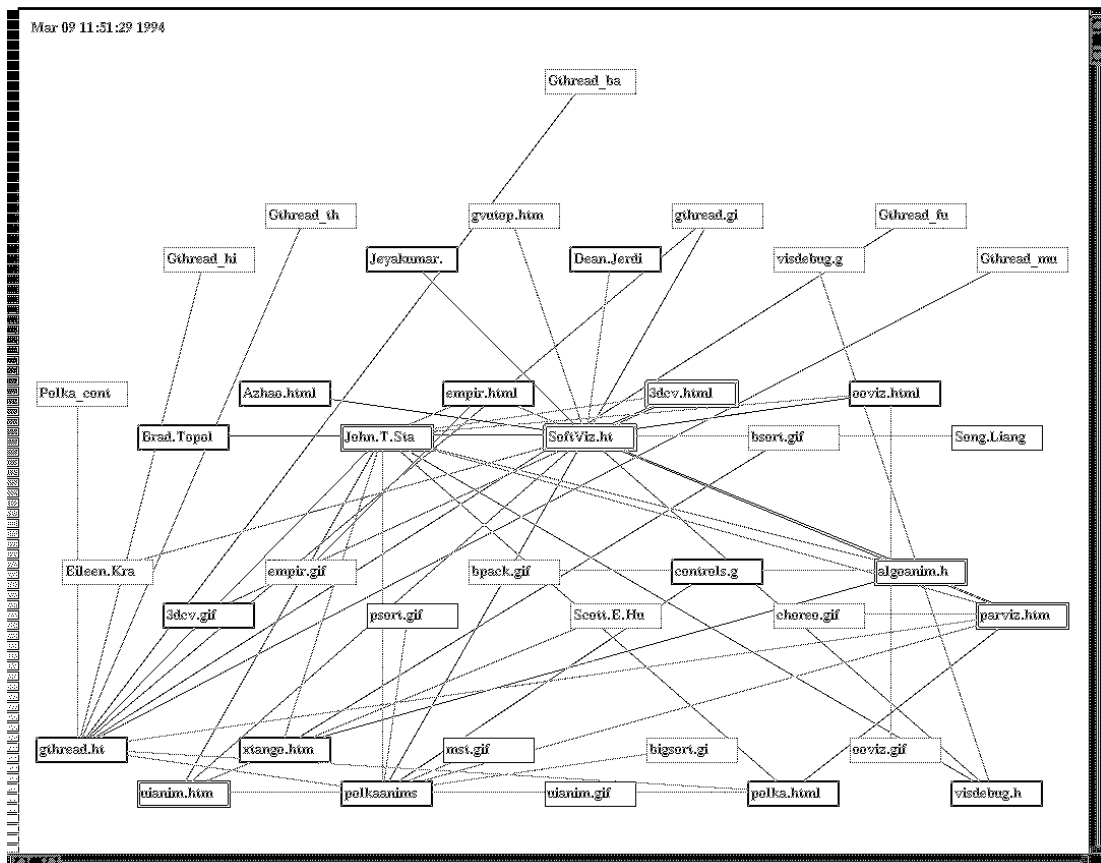 Mar 09 11:51:29 1994
Gthread_ba
Gthread_th
gvutop.htm
gthread.gi
Gthread_fu
Gthread_hi
Jeyakumar.
Dean.Jerdi
visdebug.g
Gthread_mu
Polka_cont
Azhao.html
empir.html
3dcv.html
ooviz.html
Brad.Topol
John.T.Sta
SoftViz.ht
bsort.gif
Song.Liang
Eileen.Kra
empir.gif
bpack.gif
controls.g
algoanim.h
3dcv.gif
psort.gif
Scott.E.Hu
choreo.gif
parviz.htm
gthread.ht
xtango.htm
mst.gif
bigsort.gi
ooviz.gif
uianim.htm
polkaanims
uianim.gif
polka.html
visdebug.h